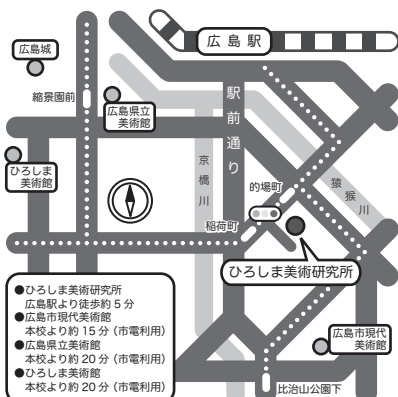 広島駅
広島城
縮景園前
広島県立
美術館
駅前通り
ひろしま
美術館
京橋川
的場町
猿猴川
稲荷町
ひろしま美術研究所
●ひろしま美術研究所
広島駅より徒歩約5分
●広島市現代美術館
本校より約15分（市電利用）
●広島県立美術館
本校より約20分（市電利用）
●ひろしま美術館
本校より約20分（市電利用）
広島市現代
美術館
比治山公園下